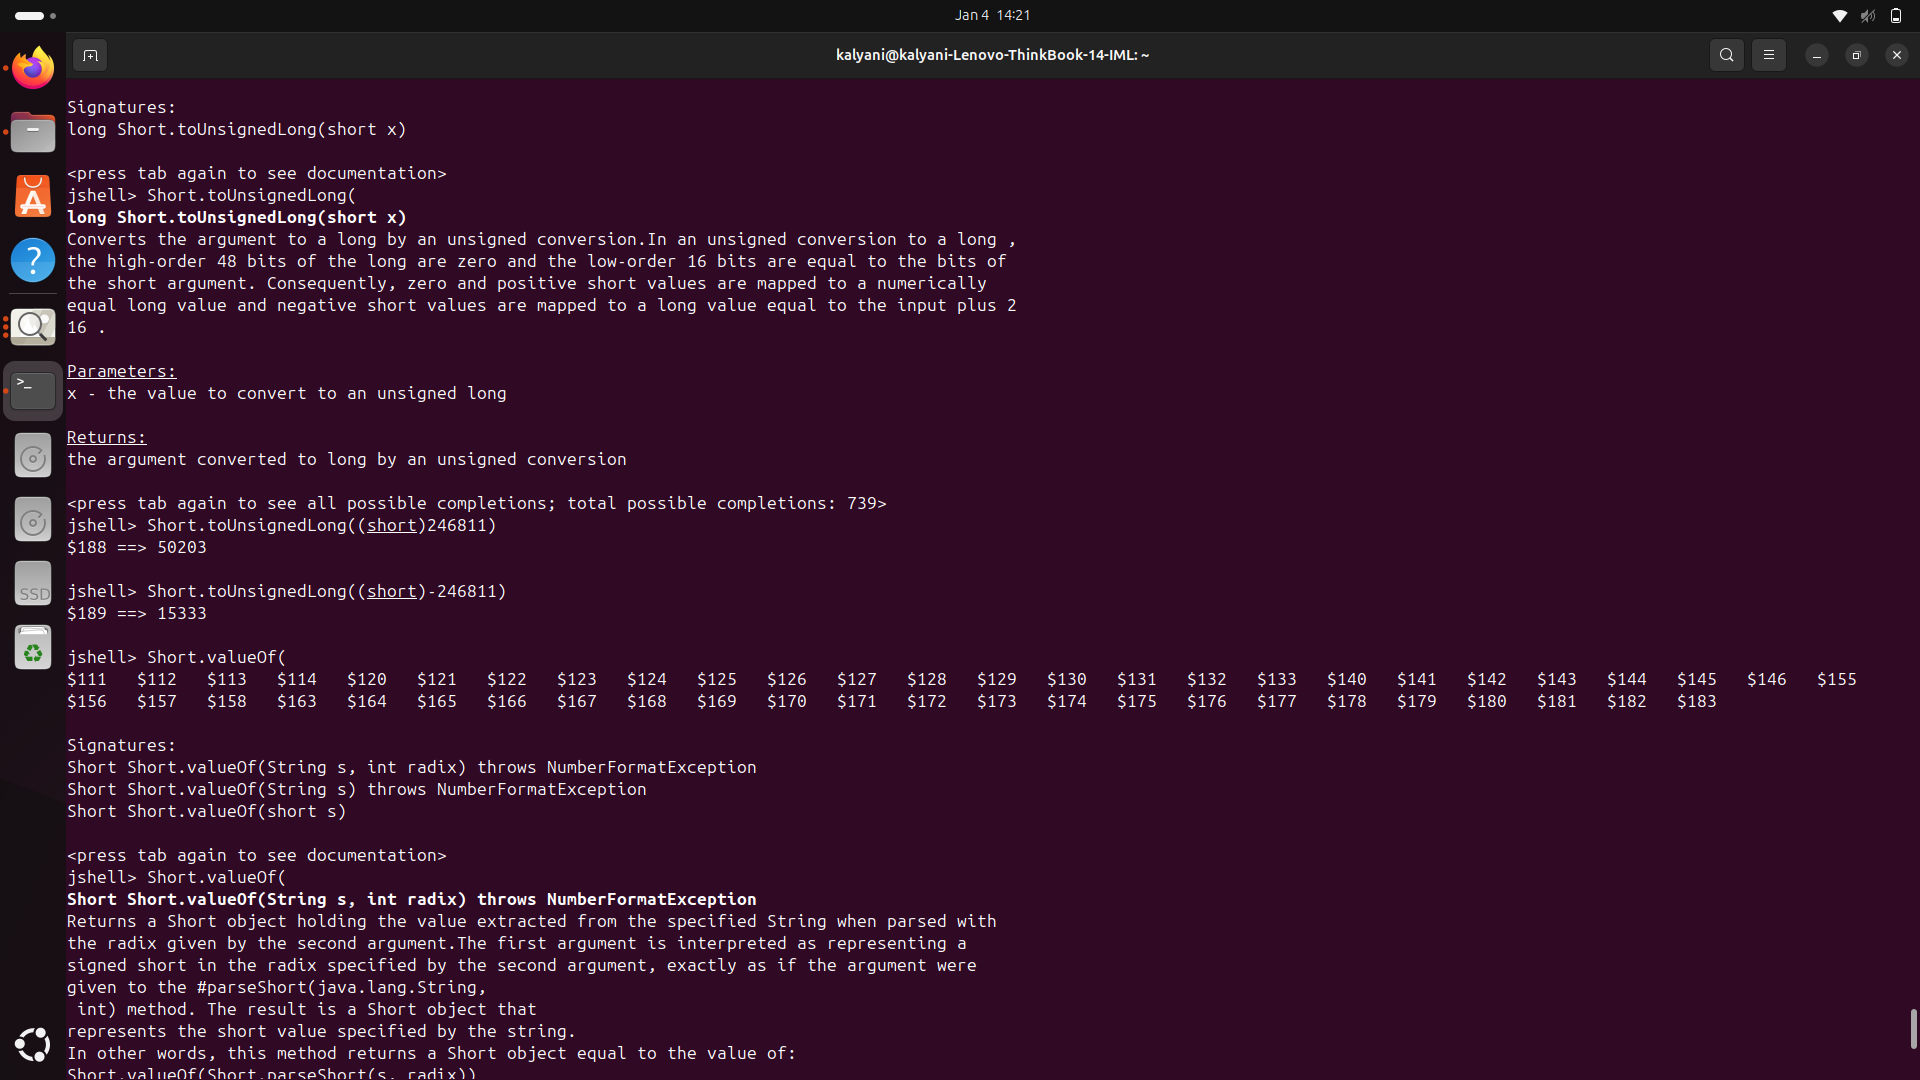 Jan 4 14:21
kalyani@kalyani-Lenovo-ThinkBook-14-IML: ~
Signatures:
long Short.toUnsignedLong(short x)
<press tab again to see documentation>
jshell> Short.toUnsignedLong(
long Short.toUnsignedLong(short x)
Converts the argument to a long by an unsigned conversion.In an unsigned conversion to a long ,
the high-order 48 bits of the long are zero and the low-order 16 bits are equal to the bits of
the short argument. Consequently, zero and positive short values are mapped to a numerically
equal long value and negative short values are mapped to a long value equal to the input plus 2
16 .
Parameters:
x - the value to convert to an unsigned long
Returns:
the argument converted to long by an unsigned conversion
<press tab again to see all possible completions; total possible completions: 739>
jshell> Short.toUnsignedLong((short)246811)
$188 ==> 50203
jshell> Short.toUnsignedLong((short)-246811)
$189 ==> 15333
jshell> Short.valueOf(
$111 $112 $113 $114 $120 $121 $122 $123 $124 $125 $126 $127 $128 $129 $130 $131 $132 $133 $140 $141 $142 $143 $144 $145 $146 $155
$156 $157 $158 $163 $164 $165 $166 $167 $168 $169 $170 $171 $172 $173 $174 $175 $176 $177 $178 $179 $180 $181 $182 $183
Signatures:
Short Short.valueOf(String s, int radix) throws NumberFormatException
Short Short.valueOf(String s) throws NumberFormatException
Short Short.valueOf(short s)
<press tab again to see documentation>
jshell> Short.valueOf(
Short Short.valueOf(String s, int radix) throws NumberFormatException
Returns a Short object holding the value extracted from the specified String when parsed with
the radix given by the second argument.The first argument is interpreted as representing a
signed short in the radix specified by the second argument, exactly as if the argument were
given to the #parseShort(java.lang.String,
int) method. The result is a Short object that
represents the short value specified by the string.
In other words, this method returns a Short object equal to the value of:
Short.valueOf(Short.parseShort(s, radix))
SSD